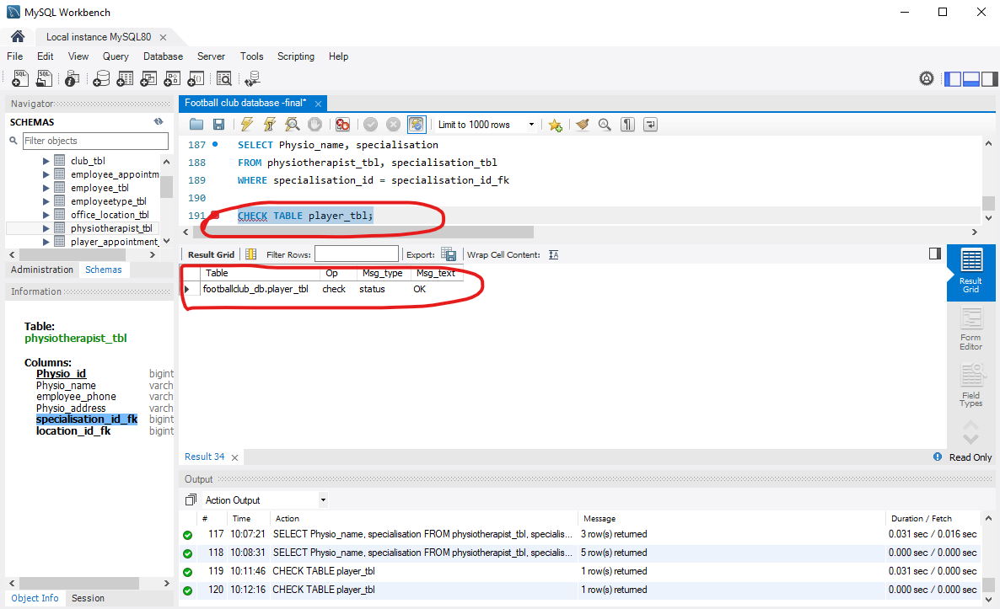 MySQL Workbench
Local instance MySQL80
File Edit View Query Database Server Tools Scripting Help
Navigator
SCHEMAS
Filter objects
club_tbl
employee_appointm
employee_tbl
employeetype_tbl
office_location_tbl
physiotherapist_tbl
player_appointment_
Administration Schemas
Information
Table:
physiotherapist_tbl
Columns:
Physio_id bigint
Physio_name varch
employee_phone varch
Physio_address varch
specialisation_id_fk bigint
location_id_fk bigint
Object Info Session
Football club database -final*
Limit to 1000 rows
187 SELECT Physio_name, specialisation
188 FROM physiotherapist_tbl, specialisation_tbl
189 WHERE specialisation_id = specialisation_id_fk
190
191 CHECK TABLE player_tbl;
Result Grid Filter Rows: Export: Wrap Cell Content:
Table Op Msg_type Msg_text
footballclub_db.player_tbl check status OK
Result Grid
Form Editor
Field Types
Result 34
Read Only
Output
Action Output
# Time Action Message Duration / Fetch
117 10:07:21 SELECT Physio_name, specialisation FROM physiotherapist_tbl, specialis... 3 row(s) returned 0.031 sec / 0.016 sec
118 10:08:31 SELECT Physio_name, specialisation FROM physiotherapist_tbl, specialis... 5 row(s) returned 0.000 sec / 0.000 sec
119 10:11:46 CHECK TABLE player_tbl 1 row(s) returned 0.031 sec / 0.000 sec
120 10:12:16 CHECK TABLE player_tbl 1 row(s) returned 0.000 sec / 0.000 sec